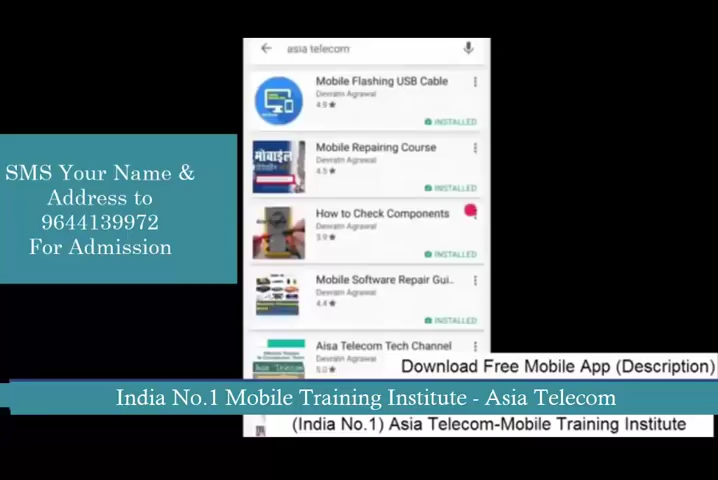 asia telecom
Mobile Flashing USB Cable
Devratn Agrawal
4.8★
INSTALLED
मोबाईल
Mobile Repairing Course
Devratn Agrawal
INSTALLED
How to Check Components
Devratn Agrawal
3.9★
INSTALLED
Mobile Software Repair Gui..
Devratn Agrawal
4.4★
INSTALLED
Aisa Telecom Tech Channel
Devratn Agrawal
5.0★
SMS Your Name &
Address to
9644139972
For Admission
Download Free Mobile App (Description)
India No.1 Mobile Training Institute - Asia Telecom
(India No.1) Asia Telecom-Mobile Training Institute